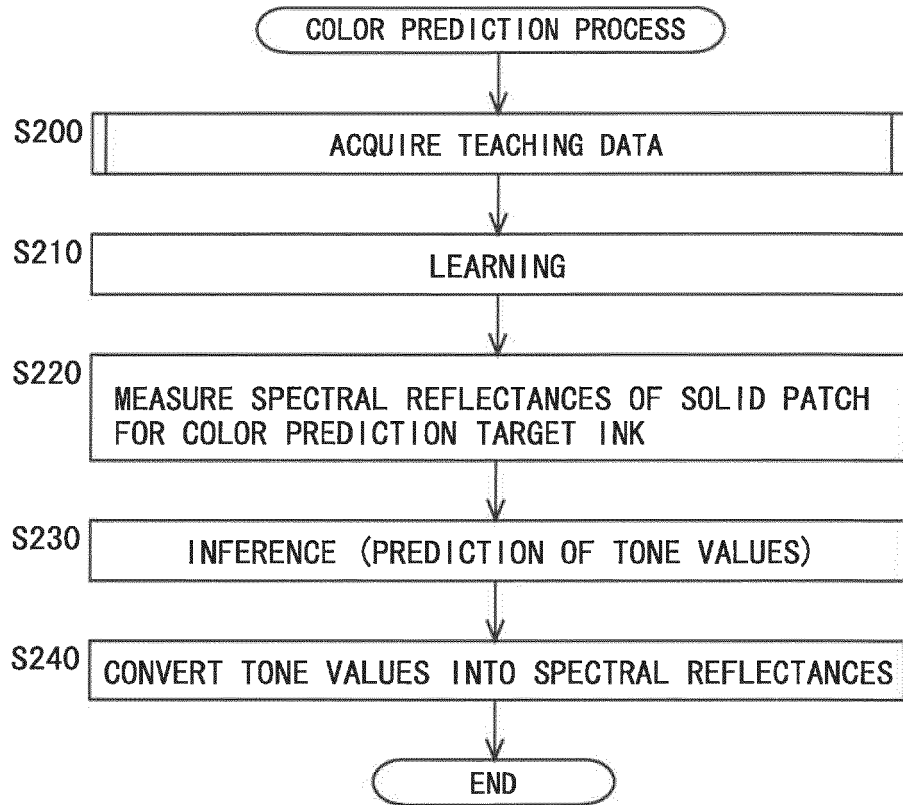 COLOR PREDICTION PROCESS
S200
ACQUIRE TEACHING DATA
S210
LEARNING
S220
MEASURE SPECTRAL REFLECTANCES OF SOLID PATCH
FOR COLOR PREDICTION TARGET INK
S230
INFERENCE (PREDICTION OF TONE VALUES)
S240
CONVERT TONE VALUES INTO SPECTRAL REFLECTANCES
END